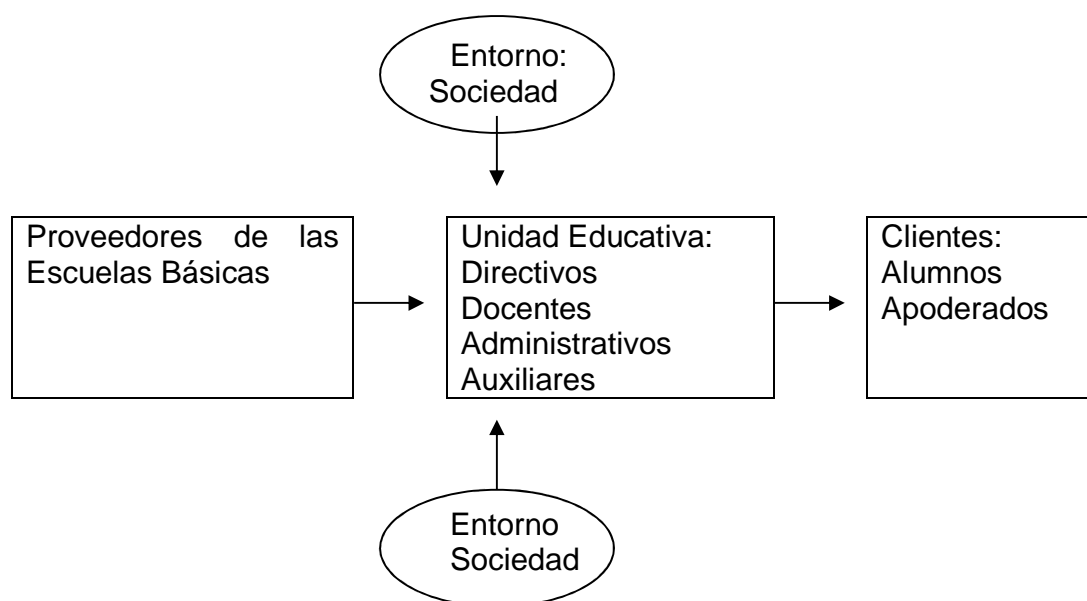 Entorno:
Sociedad
Proveedores de las
Escuelas Básicas
Unidad Educativa:
Directivos
Docentes
Administrativos
Auxiliares
Clientes:
Alumnos
Apoderados
Entorno
Sociedad